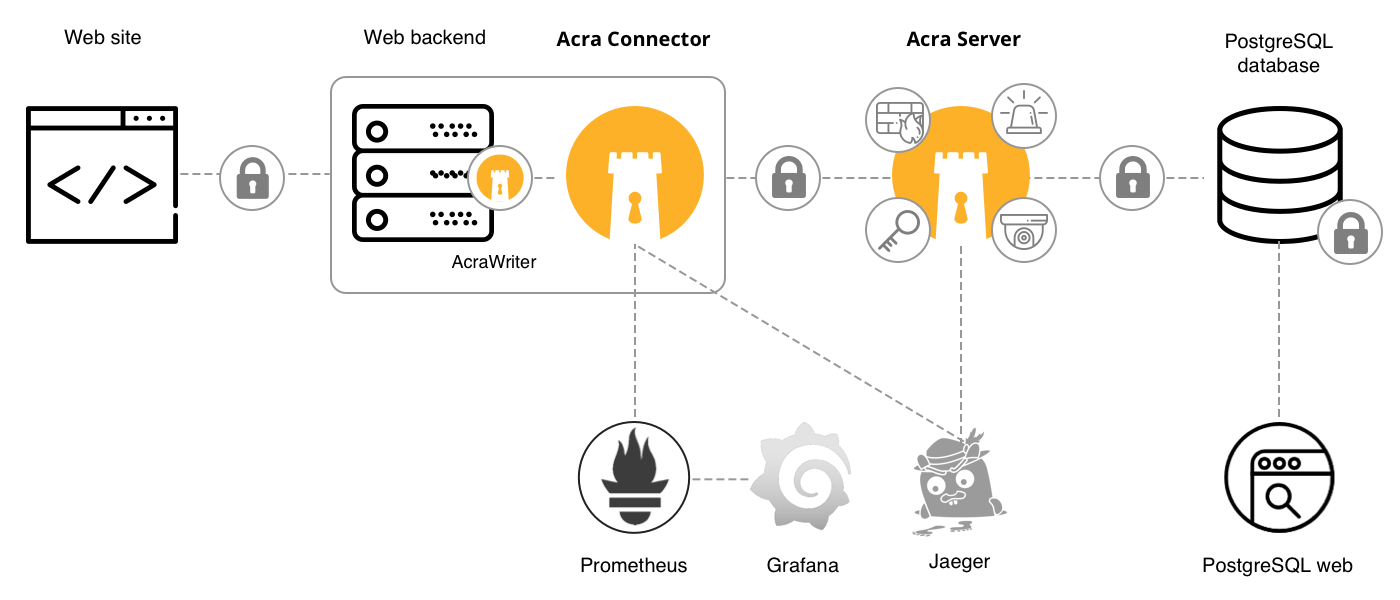 Web site
Web backend
Acra Connector
Acra Server
PostgreSQL
database
</>
AcraWriter
Prometheus
Grafana
Jaeger
PostgreSQL web